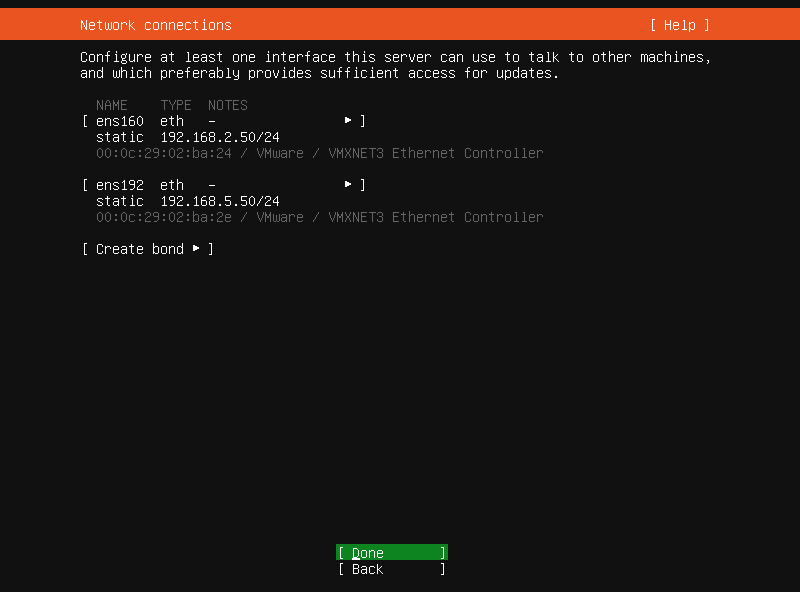 Network connections [ Help ]
Configure at least one interface this server can use to talk to other machines,
and which preferably provides sufficient access for updates.
NAME TYPE NOTES
[ ens160 eth - ▸ ]
static 192.168.2.50/24
00:0c:29:02:ba:24 / VMware / VMXNET3 Ethernet Controller
[ ens192 eth - ▸ ]
static 192.168.5.50/24
00:0c:29:02:ba:2e / VMware / VMXNET3 Ethernet Controller
[ Create bond ▸ ]
[ Done ]
[ Back ]